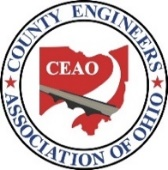 COUNTY ENGINEERS
CEAO
ASSOCIATION OF OHIO